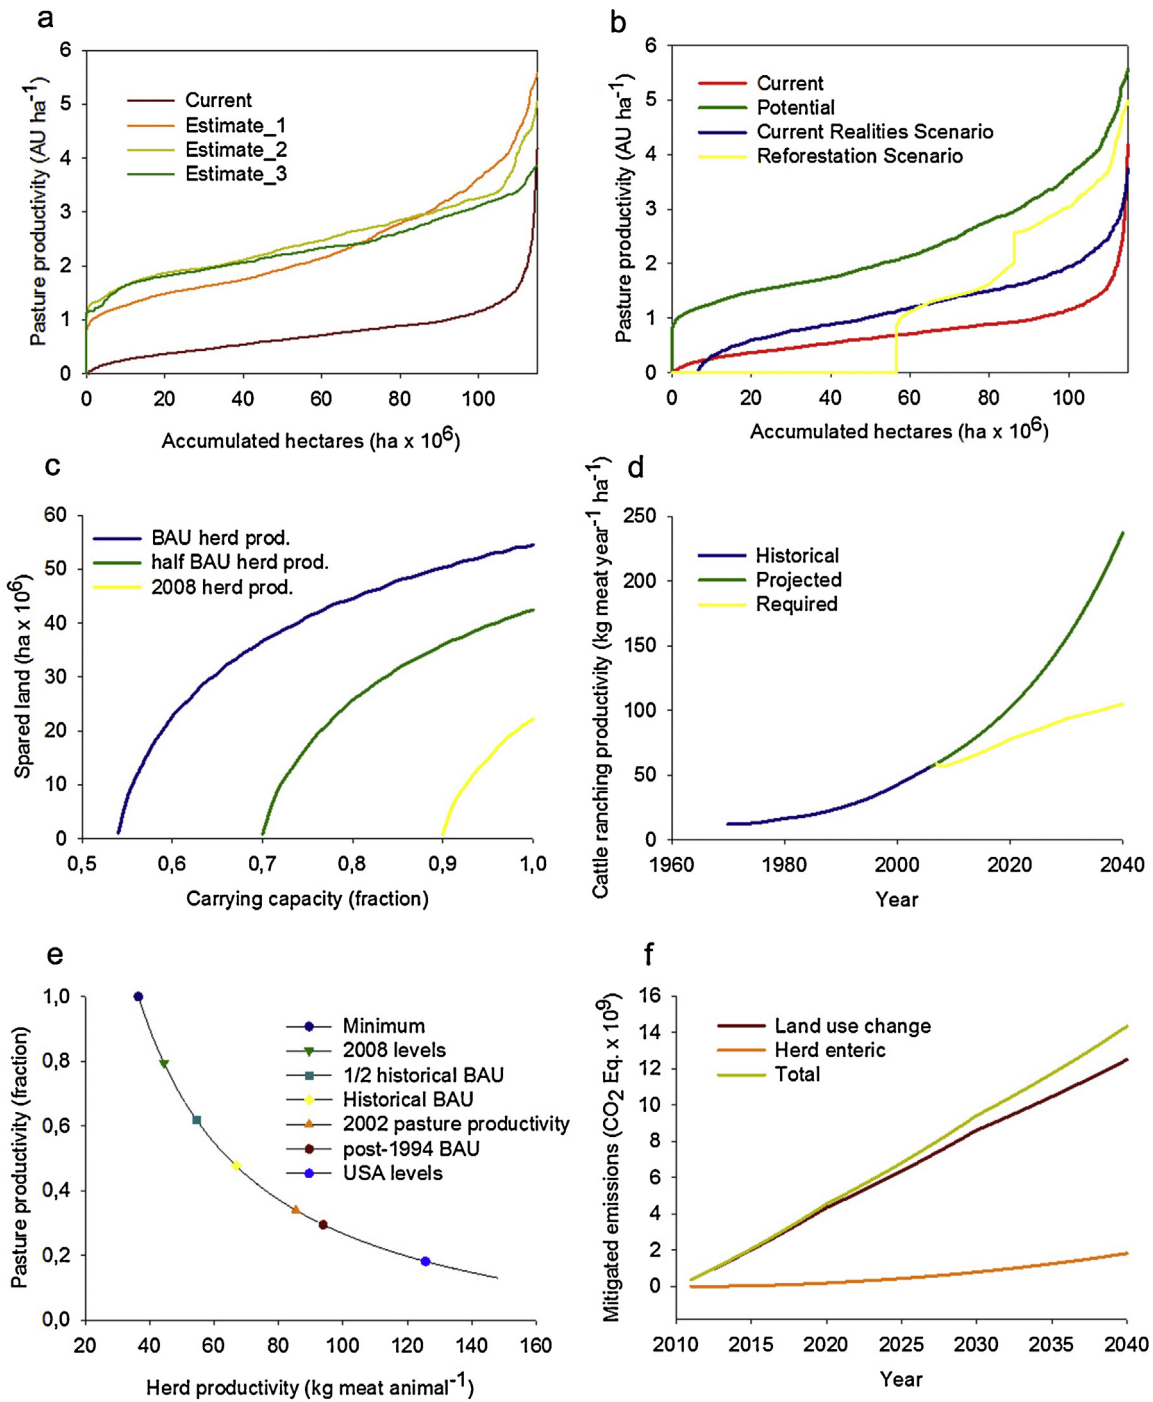 a
Pasture productivity (AU ha-1)
6
5
4
3
2
1
0
Current
Estimate_1
Estimate_2
Estimate_3
0
20
40
60
80
100
Accumulated hectares (ha x 106)
b
Pasture productivity (AU ha-1)
6
5
4
3
2
1
0
Current
Potential
Current Realities Scenario
Reforestation Scenario
0
20
40
60
80
100
Accumulated hectares (ha x 106)
c
Spared land (ha x 106)
60
50
40
30
20
10
0
BAU herd prod.
half BAU herd prod.
2008 herd prod.
0,5
0,6
0,7
0,8
0,9
1,0
Carrying capacity (fraction)
d
Cattle ranching productivity (kg meat year-1 ha-1)
250
200
150
100
50
0
Historical
Projected
Required
1960
1980
2000
2020
2040
Year
e
Pasture productivity (fraction)
1,0
0,8
0,6
0,4
0,2
0,0
Minimum
2008 levels
1/2 historical BAU
Historical BAU
2002 pasture productivity
post-1994 BAU
USA levels
20
40
60
80
100
120
140
160
Herd productivity (kg meat animal-1)
f
Mitigated emissions (CO2 Eq. x 109)
16
14
12
10
8
6
4
2
0
Land use change
Herd enteric
Total
2010
2015
2020
2025
2030
2035
2040
Year